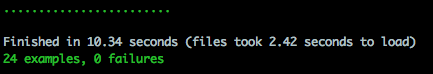 ........................
Finished in 10.34 seconds (files took 2.42 seconds to load)
24 examples, 0 failures